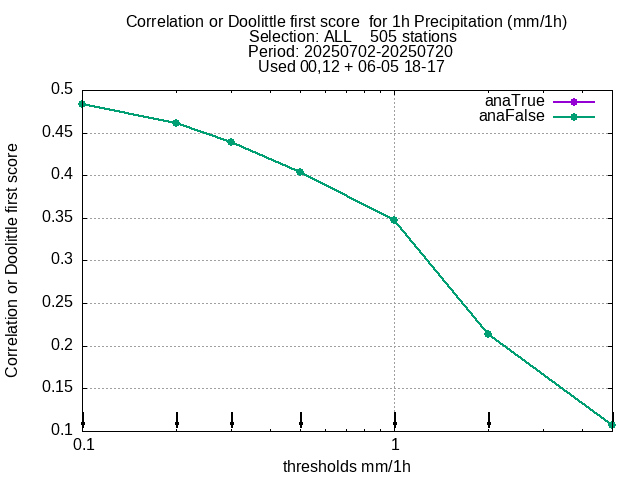 Correlation or Doolittle first score  for 1h Precipitation (mm/1h)
Selection: ALL    505 stations
Period: 20250702-20250720
Used 00,12 + 06-05 18-17
anaTrue
anaFalse
Correlation or Doolittle first score
0.5
0.45
0.4
0.35
0.3
0.25
0.2
0.15
0.1
0.1 1
thresholds mm/1h